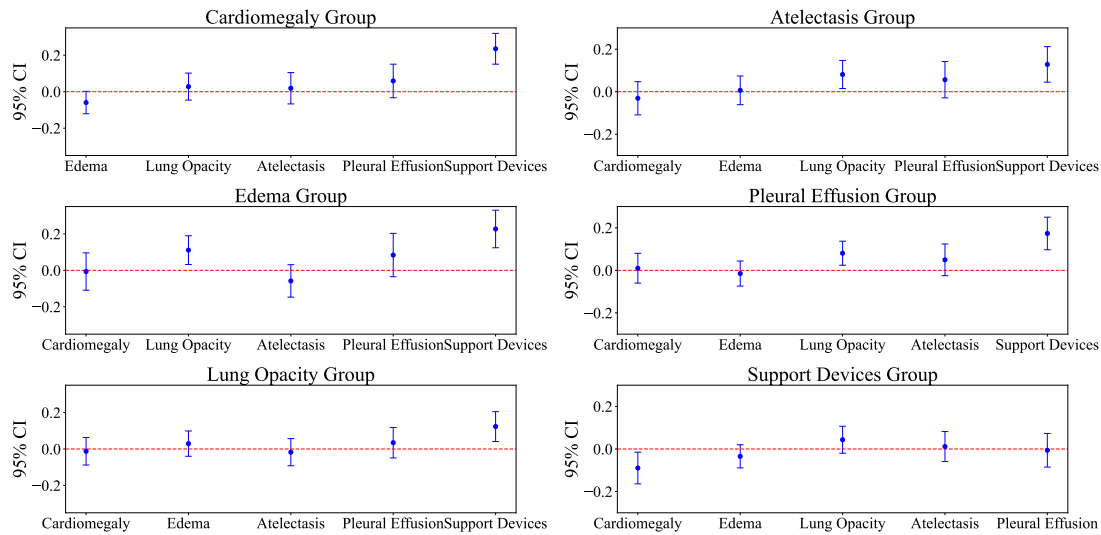 Cardiomegaly Group
95% CI
0.2
0.0
−0.2
Edema Lung Opacity Atelectasis Pleural Effusion Support Devices
Atelectasis Group
95% CI
0.2
0.0
−0.2
Cardiomegaly Edema Lung Opacity Pleural Effusion Support Devices
Edema Group
95% CI
0.2
0.0
−0.2
Cardiomegaly Lung Opacity Atelectasis Pleural Effusion Support Devices
Pleural Effusion Group
95% CI
0.2
0.0
−0.2
Cardiomegaly Edema Lung Opacity Atelectasis Support Devices
Lung Opacity Group
95% CI
0.2
0.0
−0.2
Cardiomegaly Edema Atelectasis Pleural Effusion Support Devices
Support Devices Group
95% CI
0.2
0.0
−0.2
Cardiomegaly Edema Lung Opacity Atelectasis Pleural Effusion